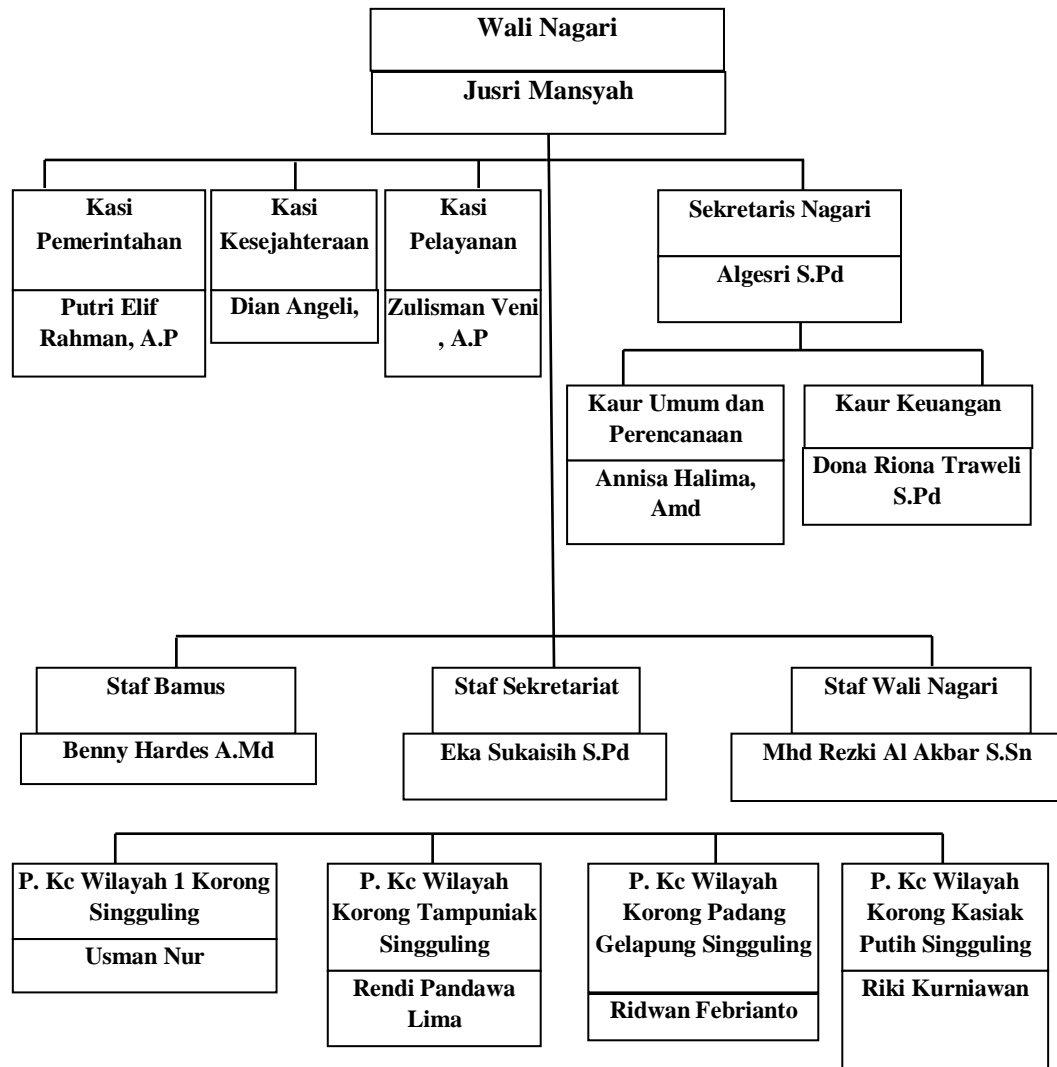 Wali Nagari
Jusri Mansyah
Kasi
Pemerintahan
Putri Elif
Rahman, A.P
Kasi
Kesejahteraan
Dian Angeli,
Kasi
Pelayanan
Zulisman Veni
, A.P
Sekretaris Nagari
Algesri S.Pd
Kaur Umum dan
Perencanaan
Annisa Halima,
Amd
Kaur Keuangan
Dona Riona Traweli
S.Pd
Staf Bamus
Benny Hardes A.Md
Staf Sekretariat
Eka Sukaisih S.Pd
Staf Wali Nagari
Mhd Rezki Al Akbar S.Sn
P. Kc Wilayah 1 Korong
Singguling
Usman Nur
P. Kc Wilayah
Korong Tampuniak
Singguling
Rendi Pandawa
Lima
P. Kc Wilayah
Korong Padang
Gelapung Singguling
Ridwan Febrianto
P. Kc Wilayah
Korong Kasiak
Putih Singguling
Riki Kurniawan